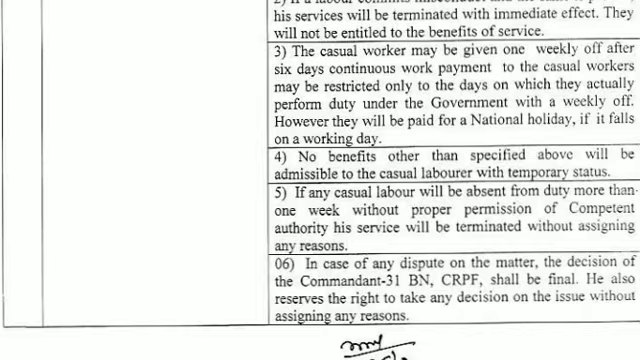 his services will be terminated with immediate effect. They
will not be entitled to the benefits of service.
3) The casual worker may be given one weekly off after
six days continuous work payment to the casual workers
may be restricted only to the days on which they actually
perform duty under the Government with a weekly off.
However they will be paid for a National holiday, if it falls
on a working day.
4) No benefits other than specified above will be
admissible to the casual labourer with temporary status.
5) If any casual labour will be absent from duty more than
one week without proper permission of Competent
authority his service will be terminated without assigning
any reasons.
06) In case of any dispute on the matter, the decision of
the Commandant-31 BN, CRPF, shall be final. He also
reserves the right to take any decision on the issue without
assigning any reasons.